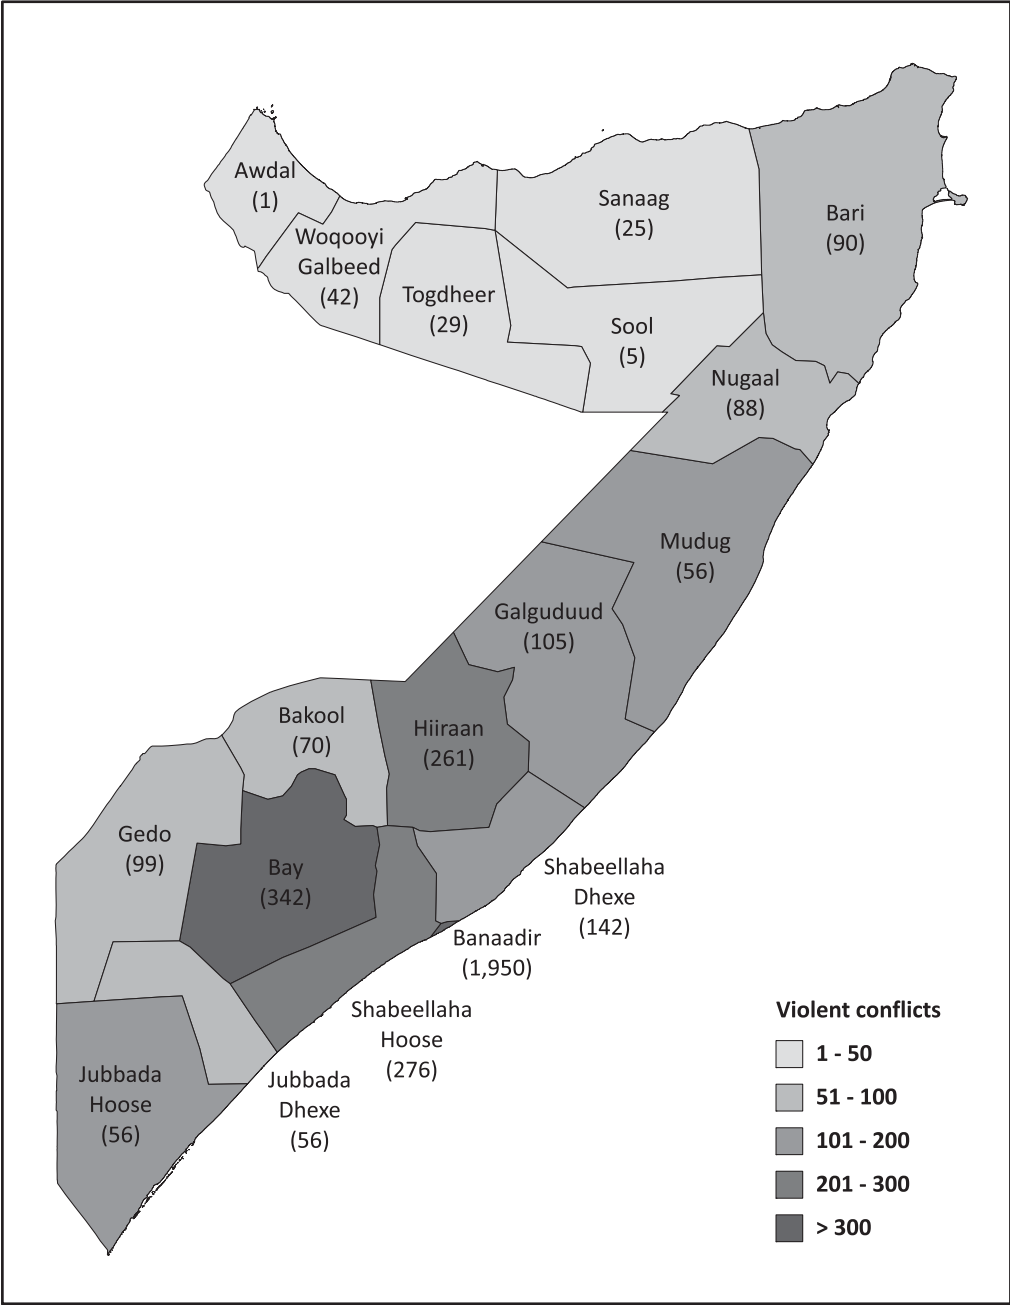 Awdal
(1)
Woqooyi
Galbeed
(42)
Togdheer
(29)
Sanaag
(25)
Sool
(5)
Bari
(90)
Nugaal
(88)
Mudug
(56)
Galguduud
(105)
Hiiraan
(261)
Bakool
(70)
Gedo
(99)
Bay
(342)
Shabeellaha
Dhexe
(142)
Banaadir
(1,950)
Shabeellaha
Hoose
(276)
Jubbada
Dhexe
(56)
Jubbada
Hoose
(56)
Violent conflicts
1 - 50
51 - 100
101 - 200
201 - 300
> 300